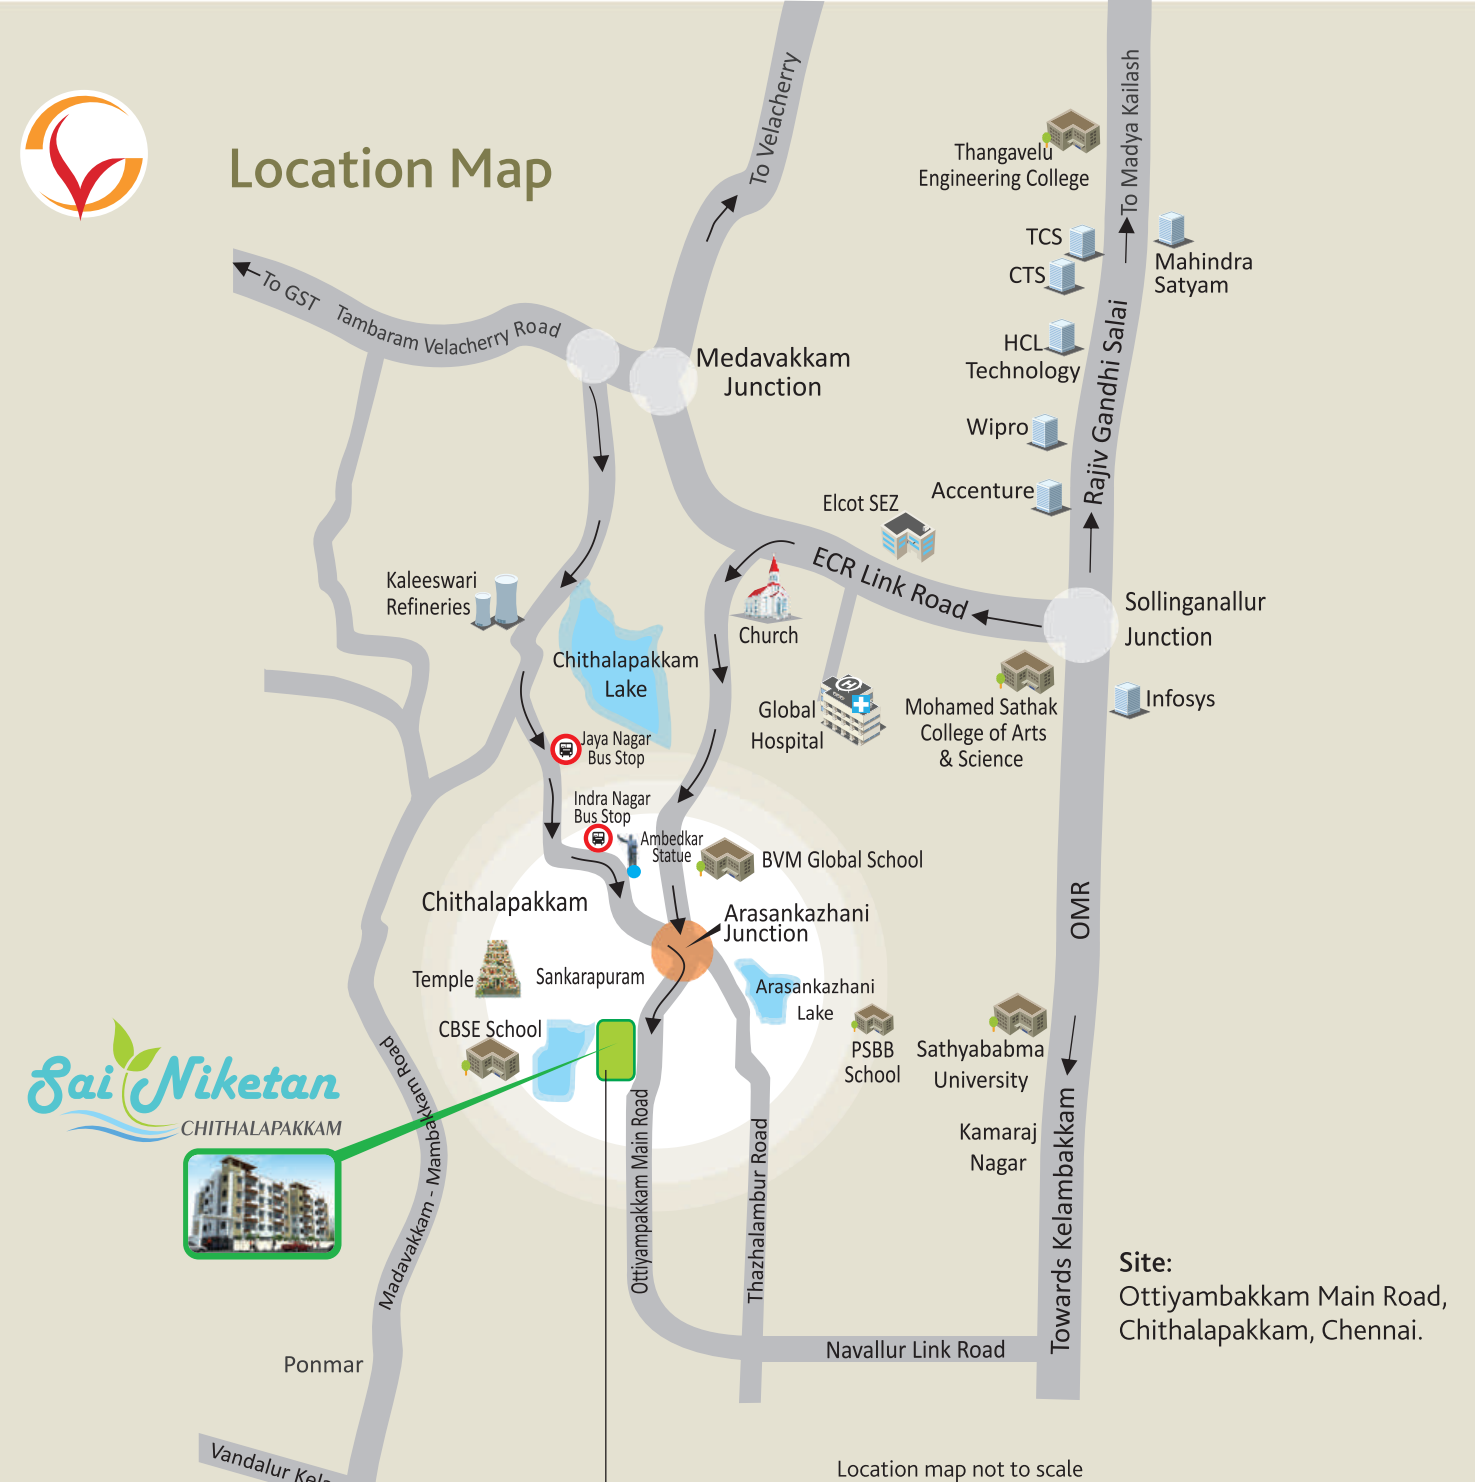 Location Map
To Velacherry
To Madya Kailash
Thangavelu
Engineering College
TCS
CTS
Mahindra
Satyam
HCL
Technology
Wipro
Accenture
Rajiv Gandhi Salai
To GST
Tambaram Velacherry Road
Medavakkam
Junction
Elcot SEZ
ECR Link Road
Sollinganallur
Junction
Kaleeswari
Refineries
Church
Chithalapakkam
Lake
Global
Hospital
H
Mohamed Sathak
College of Arts
& Science
Infosys
Jaya Nagar
Bus Stop
Indra Nagar
Bus Stop
Ambedkar
Statue
BVM Global School
Chithalapakkam
Arasankazhani
Junction
OMR
Temple
Sankarapuram
Arasankazhani
Lake
CBSE School
PSBB
School
Sathyababma
University
Sai Niketan
CHITHALAPAKKAM
Madavakkam - Mambakkam Road
Ottiyampakkam Main Road
Thazhalambur Road
Kamaraj
Nagar
Towards Kelambakkam
Site:
Ottiyambakkam Main Road,
Chithalapakkam, Chennai.
Navallur Link Road
Ponmar
Vandalur Kela
Location map not to scale